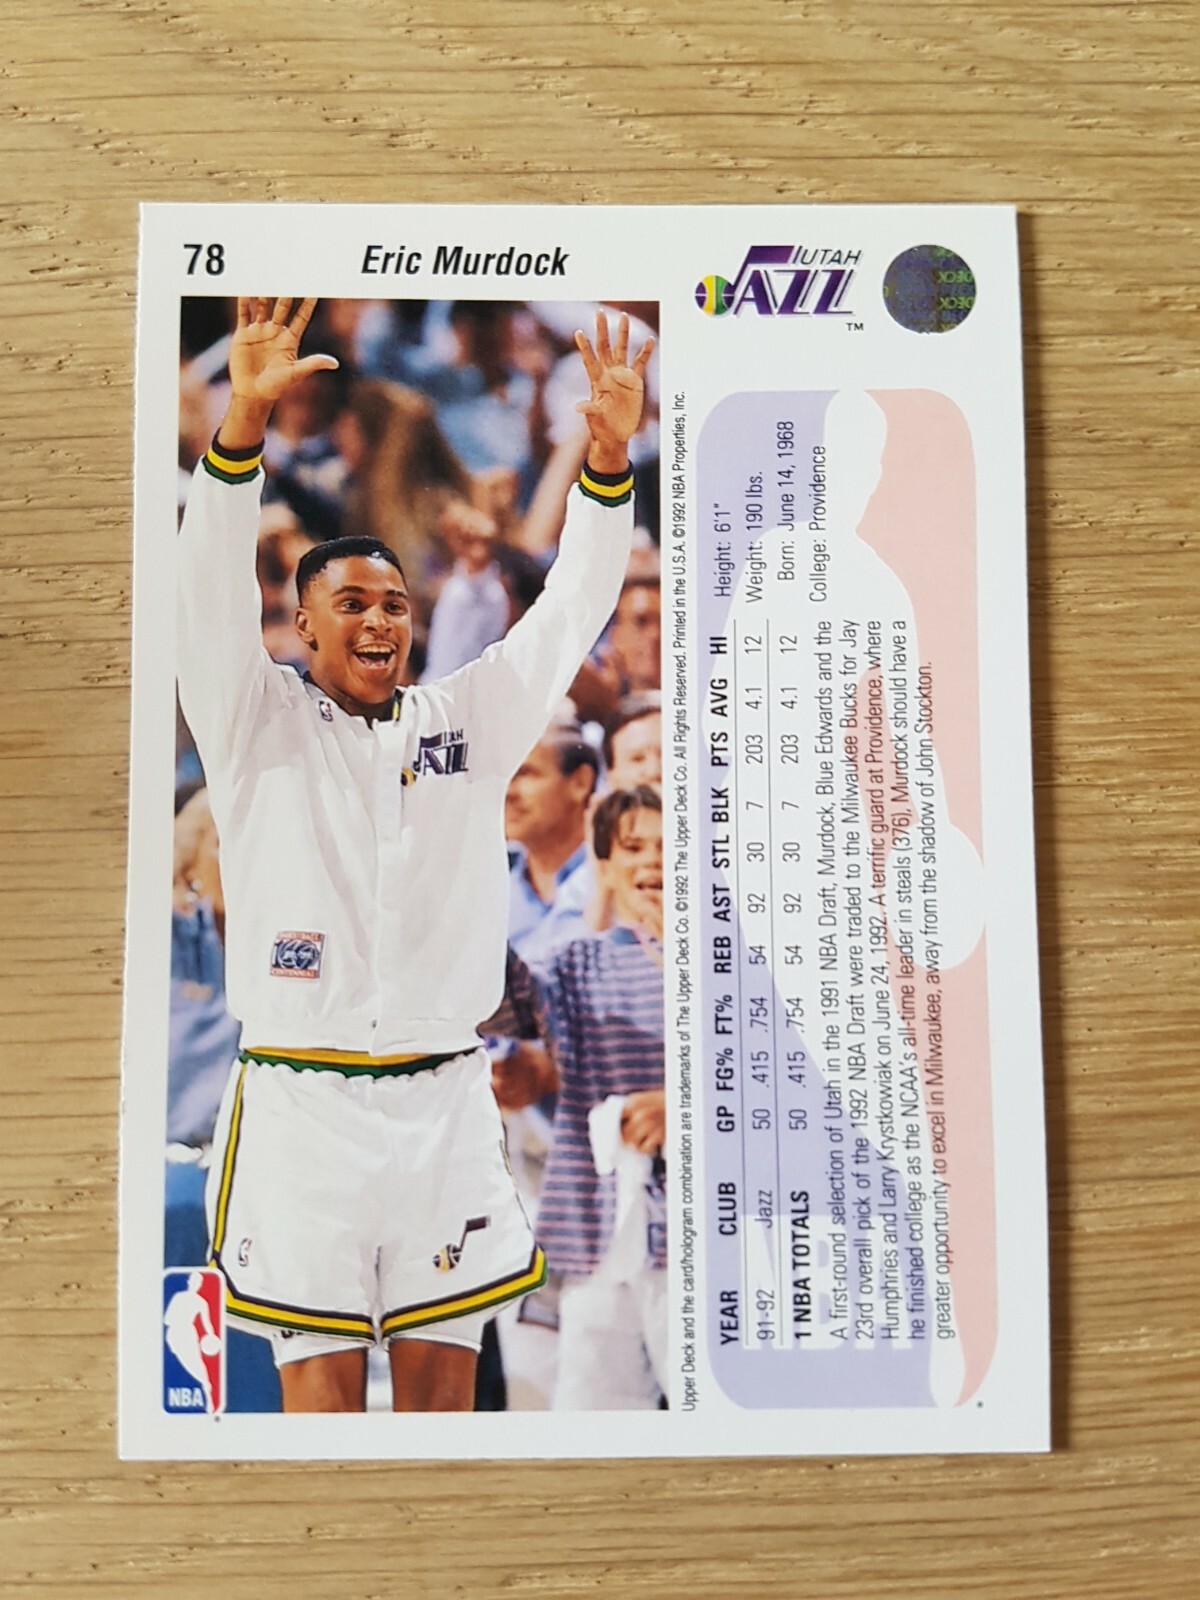 78
Eric Murdock
UTAH
JAZZ
TM
DECK
DECK
UTAH
JAZZ
CENTENNIAL
NBA
Upper Deck and the card/hologram combination are trademarks of The Upper Deck Co. ©1992 The Upper Deck Co. All Rights Reserved. Printed in the U.S.A. ©1992 NBA Properties, Inc.
Height: 6'1"
Weight: 190 lbs.
Born: June 14, 1968
College: Providence
YEAR CLUB GP FG% FT% REB AST STL BLK PTS AVG HI
91-92 Jazz 50 .415 .754 54 92 30 7 203 4.1 12
1 NBA TOTALS 50 .415 .754 54 92 30 7 203 4.1 12
A first-round selection of Utah in the 1991 NBA Draft, Murdock, Blue Edwards and the
23rd overall pick of the 1992 NBA Draft were traded to the Milwaukee Bucks for Jay
Humphries and Larry Krystkowiak on June 24, 1992. A terrific guard at Providence, where
he finished college as the NCAA's all-time leader in steals (376), Murdock should have a
greater opportunity to excel in Milwaukee, away from the shadow of John Stockton.